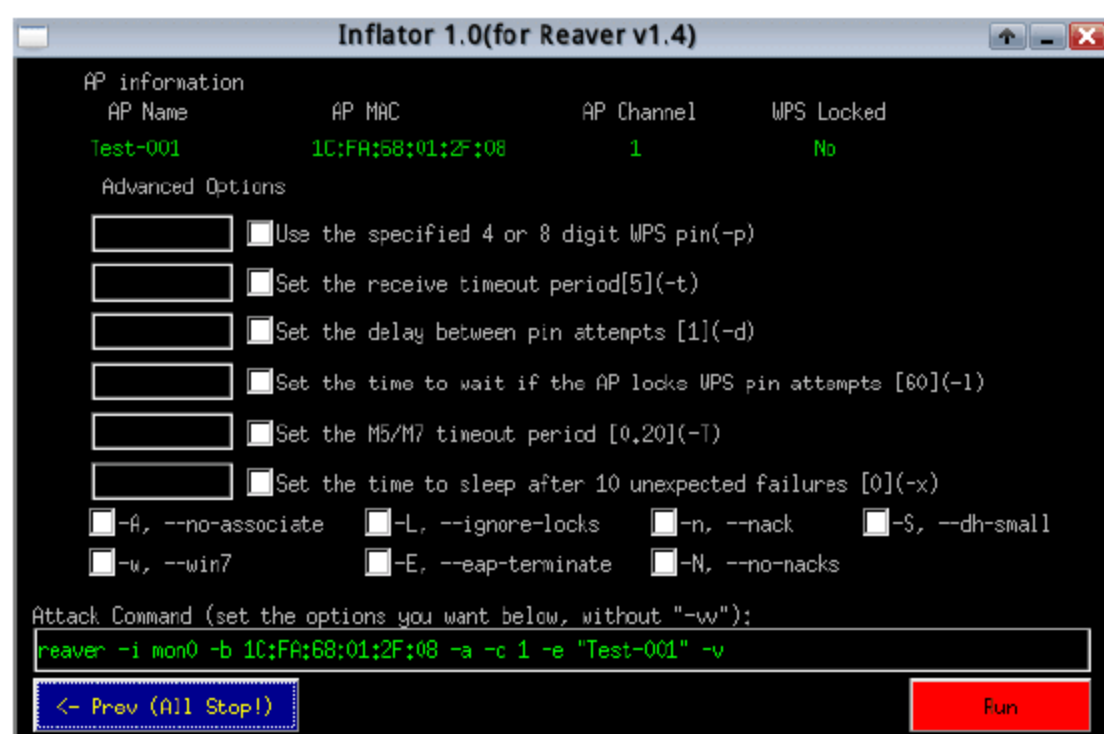 Inflator 1.0(for Reaver v1.4)
AP information
AP Name AP MAC AP Channel WPS Locked
Test-001 1C:FA:68:01:2F:08 1 No
Advanced Options
Use the specified 4 or 8 digit WPS pin(-p)
Set the receive timeout period[5](-t)
Set the delay between pin attempts [1](-d)
Set the time to wait if the AP locks WPS pin attempts [60](-l)
Set the M5/M7 timeout period [0.20](-T)
Set the time to sleep after 10 unexpected failures [0](-x)
-A, --no-associate -L, --ignore-locks -n, --nack -S, --dh-small
-w, --win7 -E, --eap-terminate -N, --no-nacks
Attack Command (set the options you want below, without "-vv"):
reaver -i mon0 -b 1C:FA:68:01:2F:08 -a -c 1 -e "Test-001" -v
<- Prev (All Stop!) Run